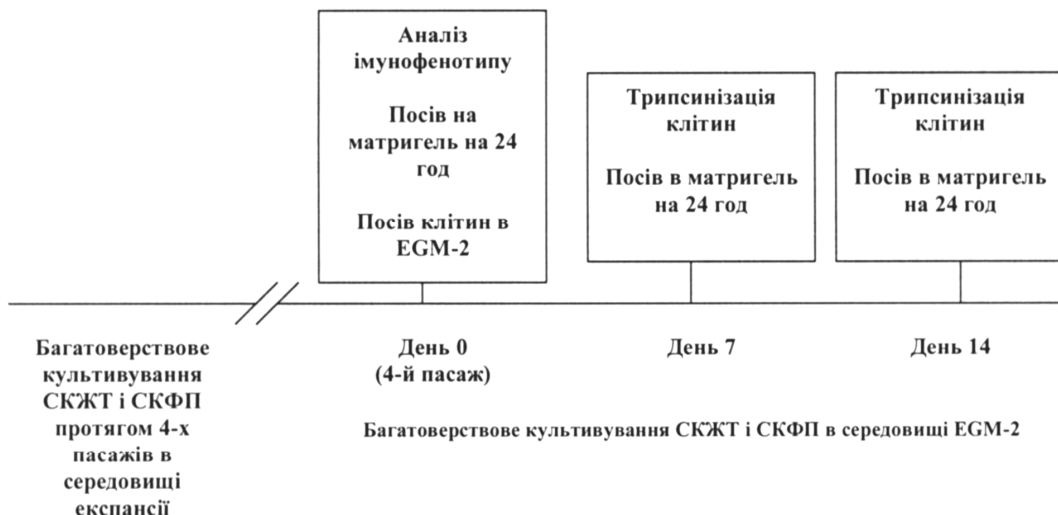 Аналіз
імунофенотипу
Посів на
матригель на 24
год
Посів клітин в
EGM-2
Трипсинізація
клітин
Посів в матригель
на 24 год
Трипсинізація
клітин
Посів в матригель
на 24 год
Багатоверствове
культивування
СКЖТ і СКФП
протягом 4-х
пасажів в
середовищі
експансії
День 0
(4-й пасаж)
День 7
День 14
Багатоверствове культивування СКЖТ і СКФП в середовищі EGM-2